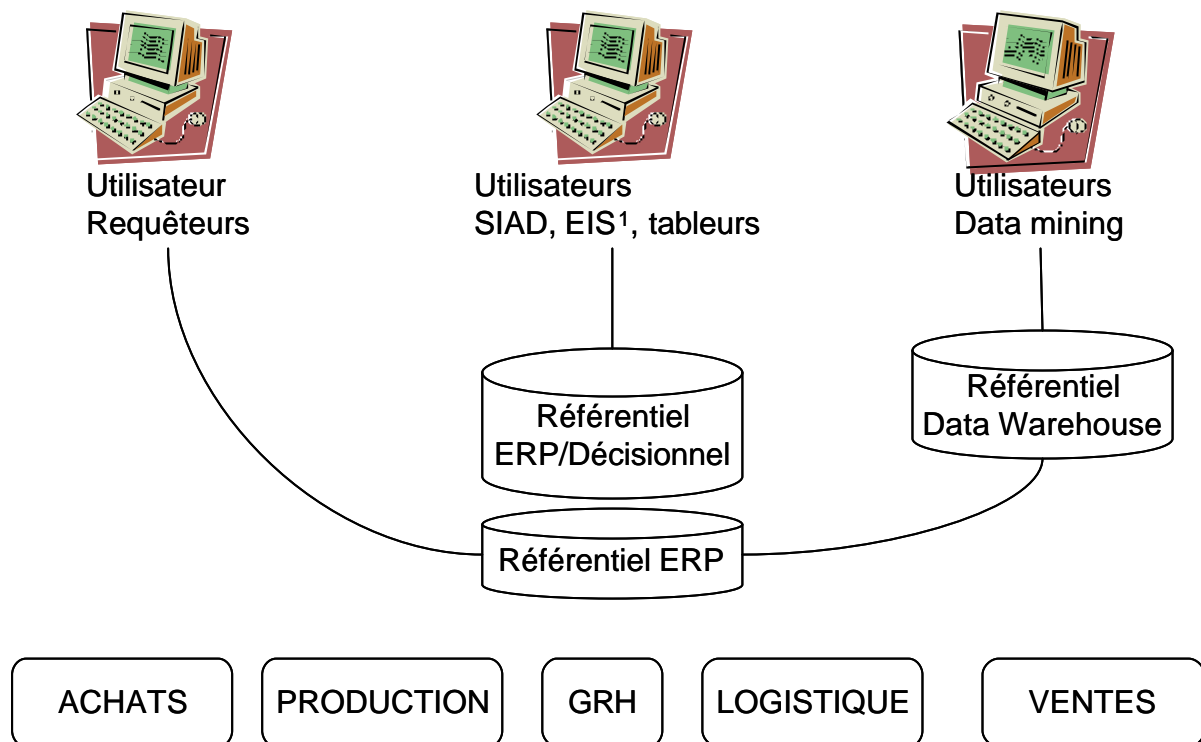 Utilisateur
Requêteurs
Utilisateurs
SIAD, EIS¹, tableurs
Utilisateurs
Data mining
Référentiel
ERP/Décisionnel
Référentiel
Data Warehouse
Référentiel ERP
ACHATS
PRODUCTION
GRH
LOGISTIQUE
VENTES